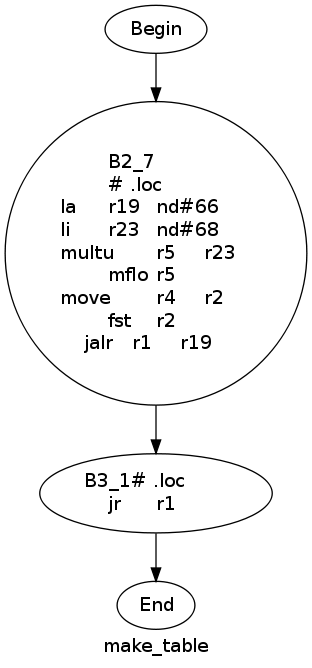 Begin
B2_7
# .loc
la r19 nd#66
li r23 nd#68
multu r5 r23
mflo r5
move r4 r2
fst r2
jalr r1 r19
B3_1# .loc
jr r1
End
make_table